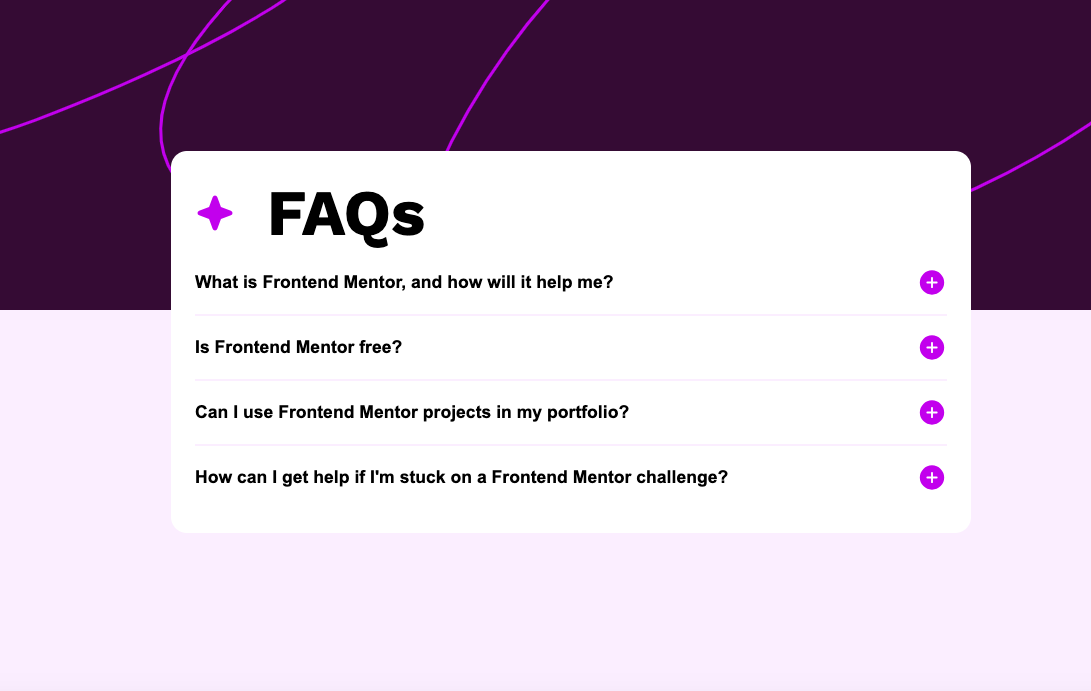 FAQs
What is Frontend Mentor, and how will it help me?
Is Frontend Mentor free?
Can I use Frontend Mentor projects in my portfolio?
How can I get help if I'm stuck on a Frontend Mentor challenge?